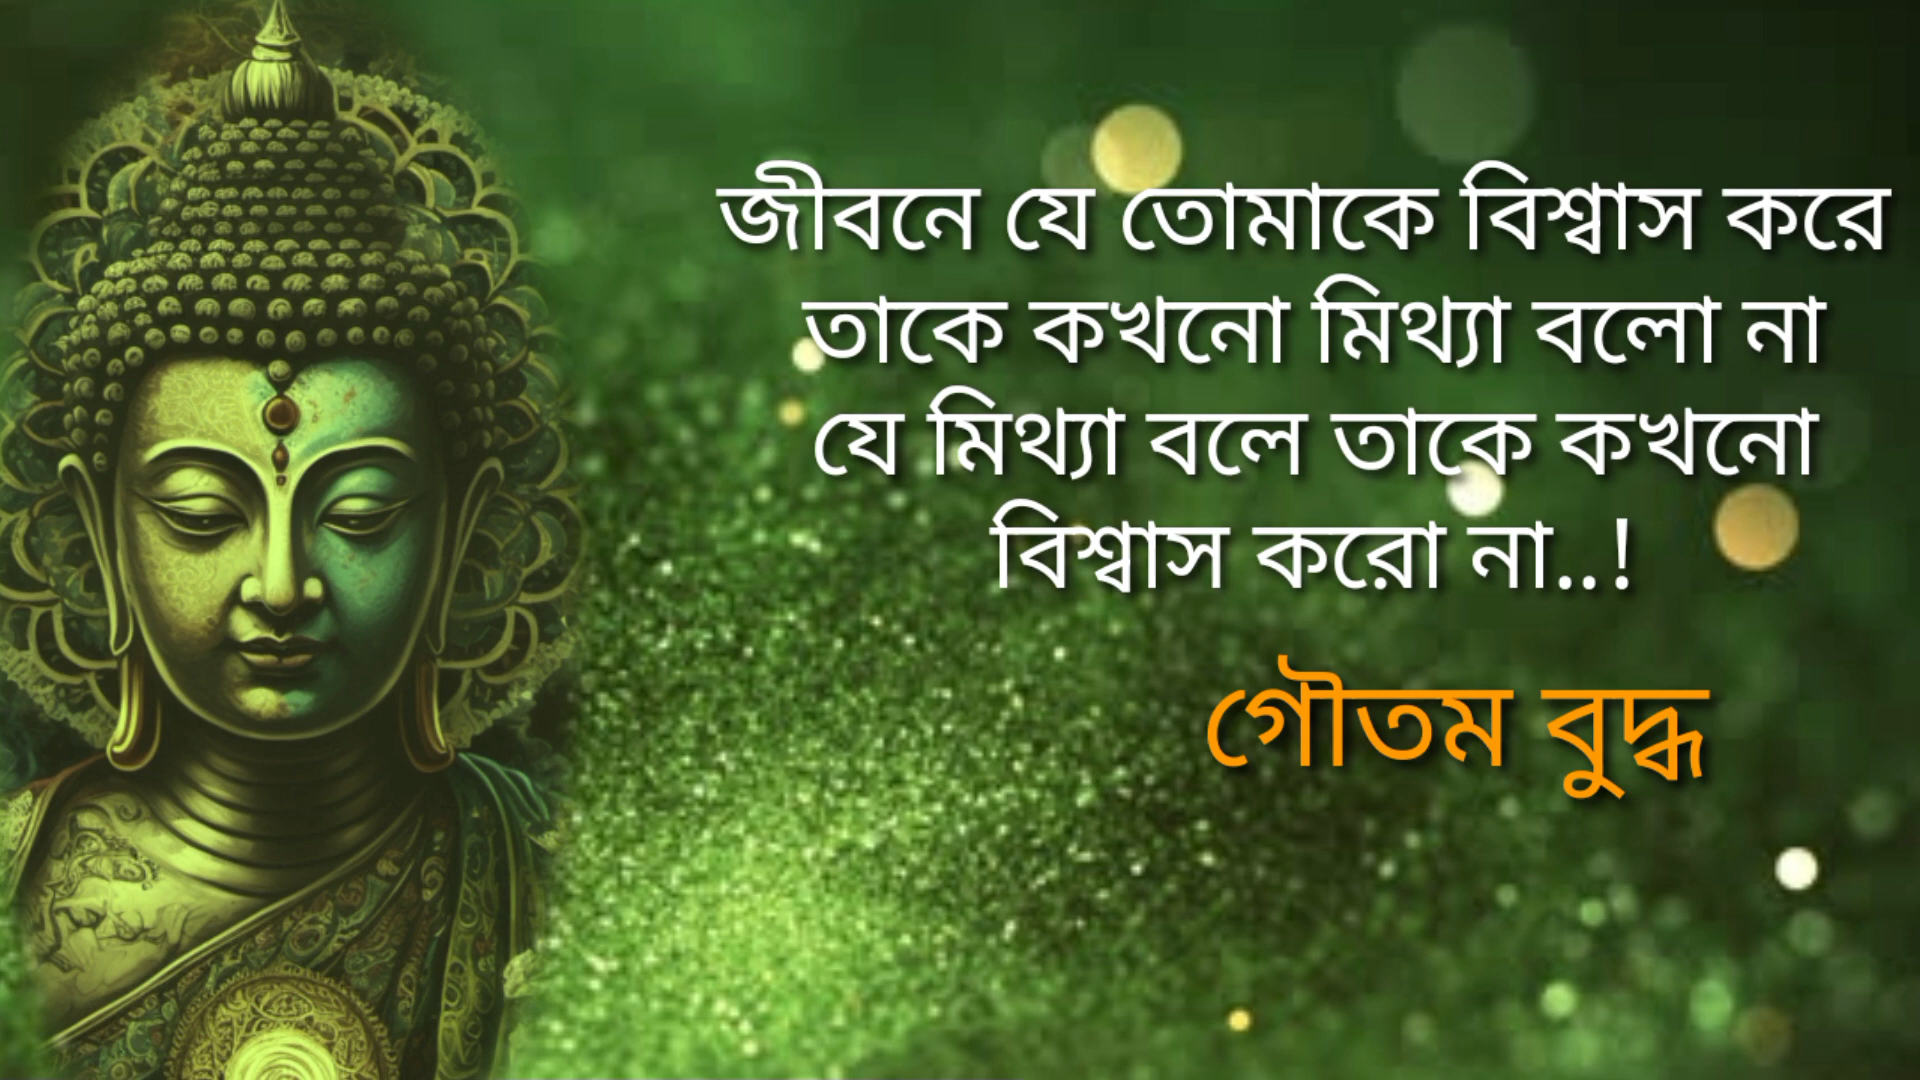 জীবনে যে তোমাকে বিশ্বাস করে
তাকে কখনো মিথ্যা বলো না
যে মিথ্যা বলে তাকে কখনো
বিশ্বাস করো না..!
গৌতম বুদ্ধ